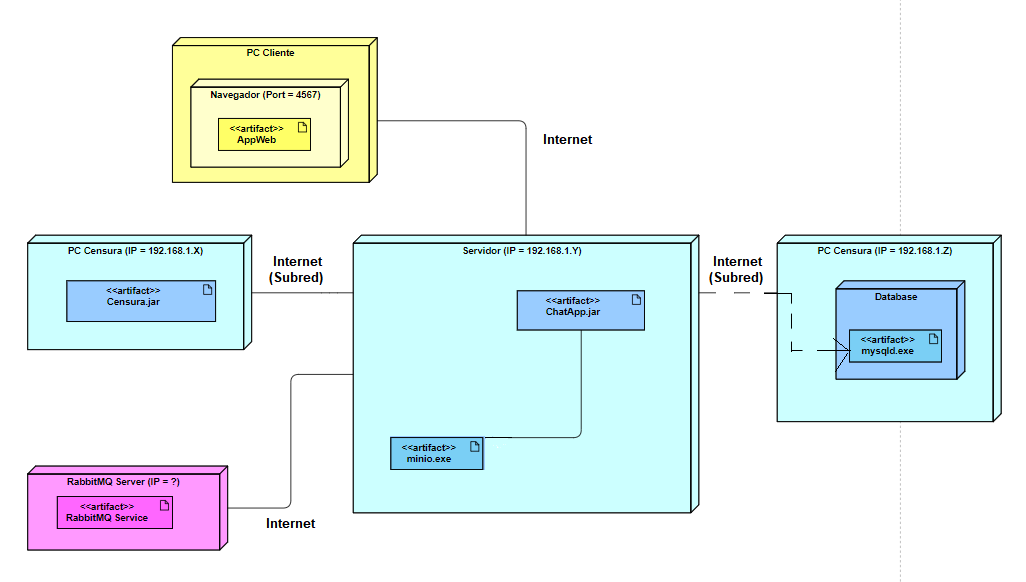 PC Cliente
Navegador (Port = 4567)
<<artifact>>
AppWeb
Internet
PC Censura (IP = 192.168.1.X)
<<artifact>>
Censura.jar
Internet
(Subred)
Servidor (IP = 192.168.1.Y)
<<artifact>>
ChatApp.jar
<<artifact>>
minio.exe
Internet
(Subred)
PC Censura (IP = 192.168.1.Z)
Database
<<artifact>>
mysqld.exe
RabbitMQ Server (IP = ?)
<<artifact>>
RabbitMQ Service
Internet